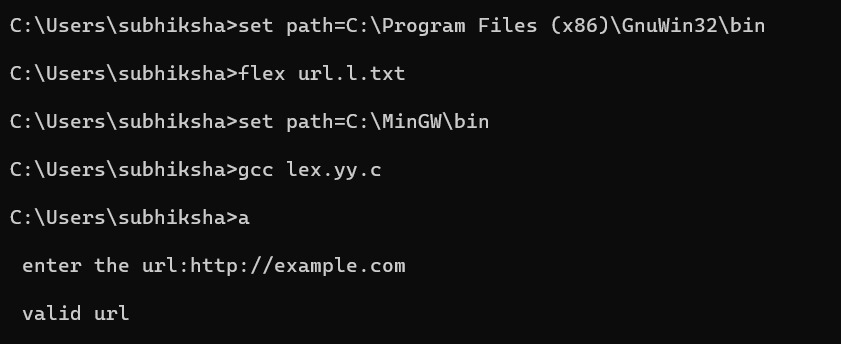 C:\Users\subhiksha>set path=C:\Program Files (x86)\GnuWin32\bin
C:\Users\subhiksha>flex url.l.txt
C:\Users\subhiksha>set path=C:\MinGW\bin
C:\Users\subhiksha>gcc lex.yy.c
C:\Users\subhiksha>a
enter the url:http://example.com
valid url